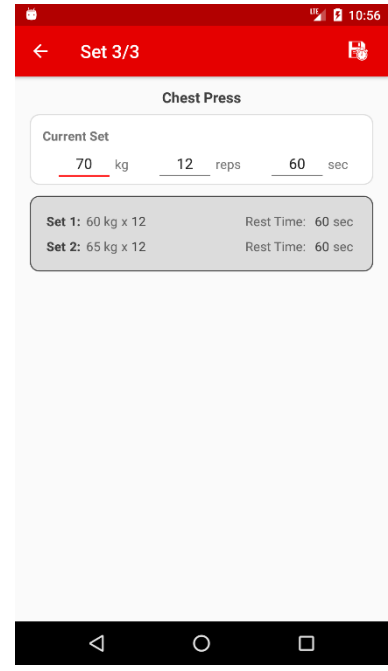 LTE 10:56
Set 3/3
Chest Press
Current Set
70 kg 12 reps 60 sec
Set 1: 60 kg x 12 Rest Time: 60 sec
Set 2: 65 kg x 12 Rest Time: 60 sec